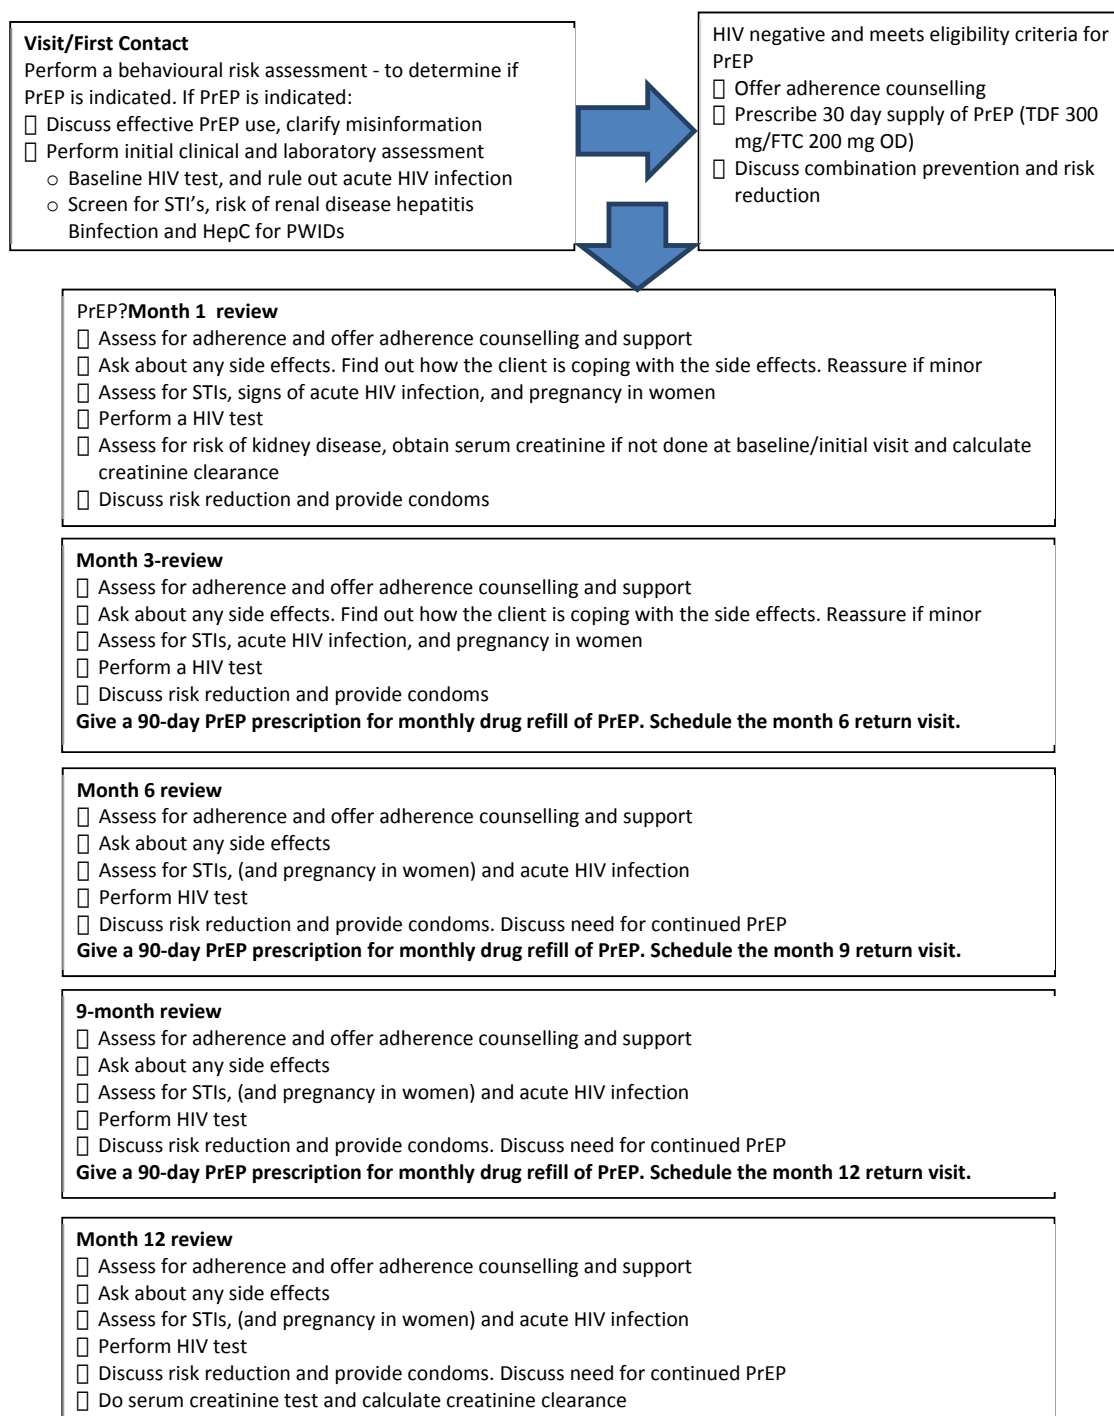 Visit/First Contact
Perform a behavioural risk assessment - to determine if
PrEP is indicated. If PrEP is indicated:
Discuss effective PrEP use, clarify misinformation
Perform initial clinical and laboratory assessment
o Baseline HIV test, and rule out acute HIV infection
o Screen for STI's, risk of renal disease hepatitis
Binfection and HepC for PWIDs
HIV negative and meets eligibility criteria for
PrEP
Offer adherence counselling
Prescribe 30 day supply of PrEP (TDF 300
mg/FTC 200 mg OD)
Discuss combination prevention and risk
reduction
PrEP?Month 1 review
Assess for adherence and offer adherence counselling and support
Ask about any side effects. Find out how the client is coping with the side effects. Reassure if minor
Assess for STIs, signs of acute HIV infection, and pregnancy in women
Perform a HIV test
Assess for risk of kidney disease, obtain serum creatinine if not done at baseline/initial visit and calculate
creatinine clearance
Discuss risk reduction and provide condoms
Month 3-review
Assess for adherence and offer adherence counselling and support
Ask about any side effects. Find out how the client is coping with the side effects. Reassure if minor
Assess for STIs, acute HIV infection, and pregnancy in women
Perform a HIV test
Discuss risk reduction and provide condoms
Give a 90-day PrEP prescription for monthly drug refill of PrEP. Schedule the month 6 return visit.
Month 6 review
Assess for adherence and offer adherence counselling and support
Ask about any side effects
Assess for STIs, (and pregnancy in women) and acute HIV infection
Perform HIV test
Discuss risk reduction and provide condoms. Discuss need for continued PrEP
Give a 90-day PrEP prescription for monthly drug refill of PrEP. Schedule the month 9 return visit.
9-month review
Assess for adherence and offer adherence counselling and support
Ask about any side effects
Assess for STIs, (and pregnancy in women) and acute HIV infection
Perform HIV test
Discuss risk reduction and provide condoms. Discuss need for continued PrEP
Give a 90-day PrEP prescription for monthly drug refill of PrEP. Schedule the month 12 return visit.
Month 12 review
Assess for adherence and offer adherence counselling and support
Ask about any side effects
Assess for STIs, (and pregnancy in women) and acute HIV infection
Perform HIV test
Discuss risk reduction and provide condoms. Discuss need for continued PrEP
Do serum creatinine test and calculate creatinine clearance